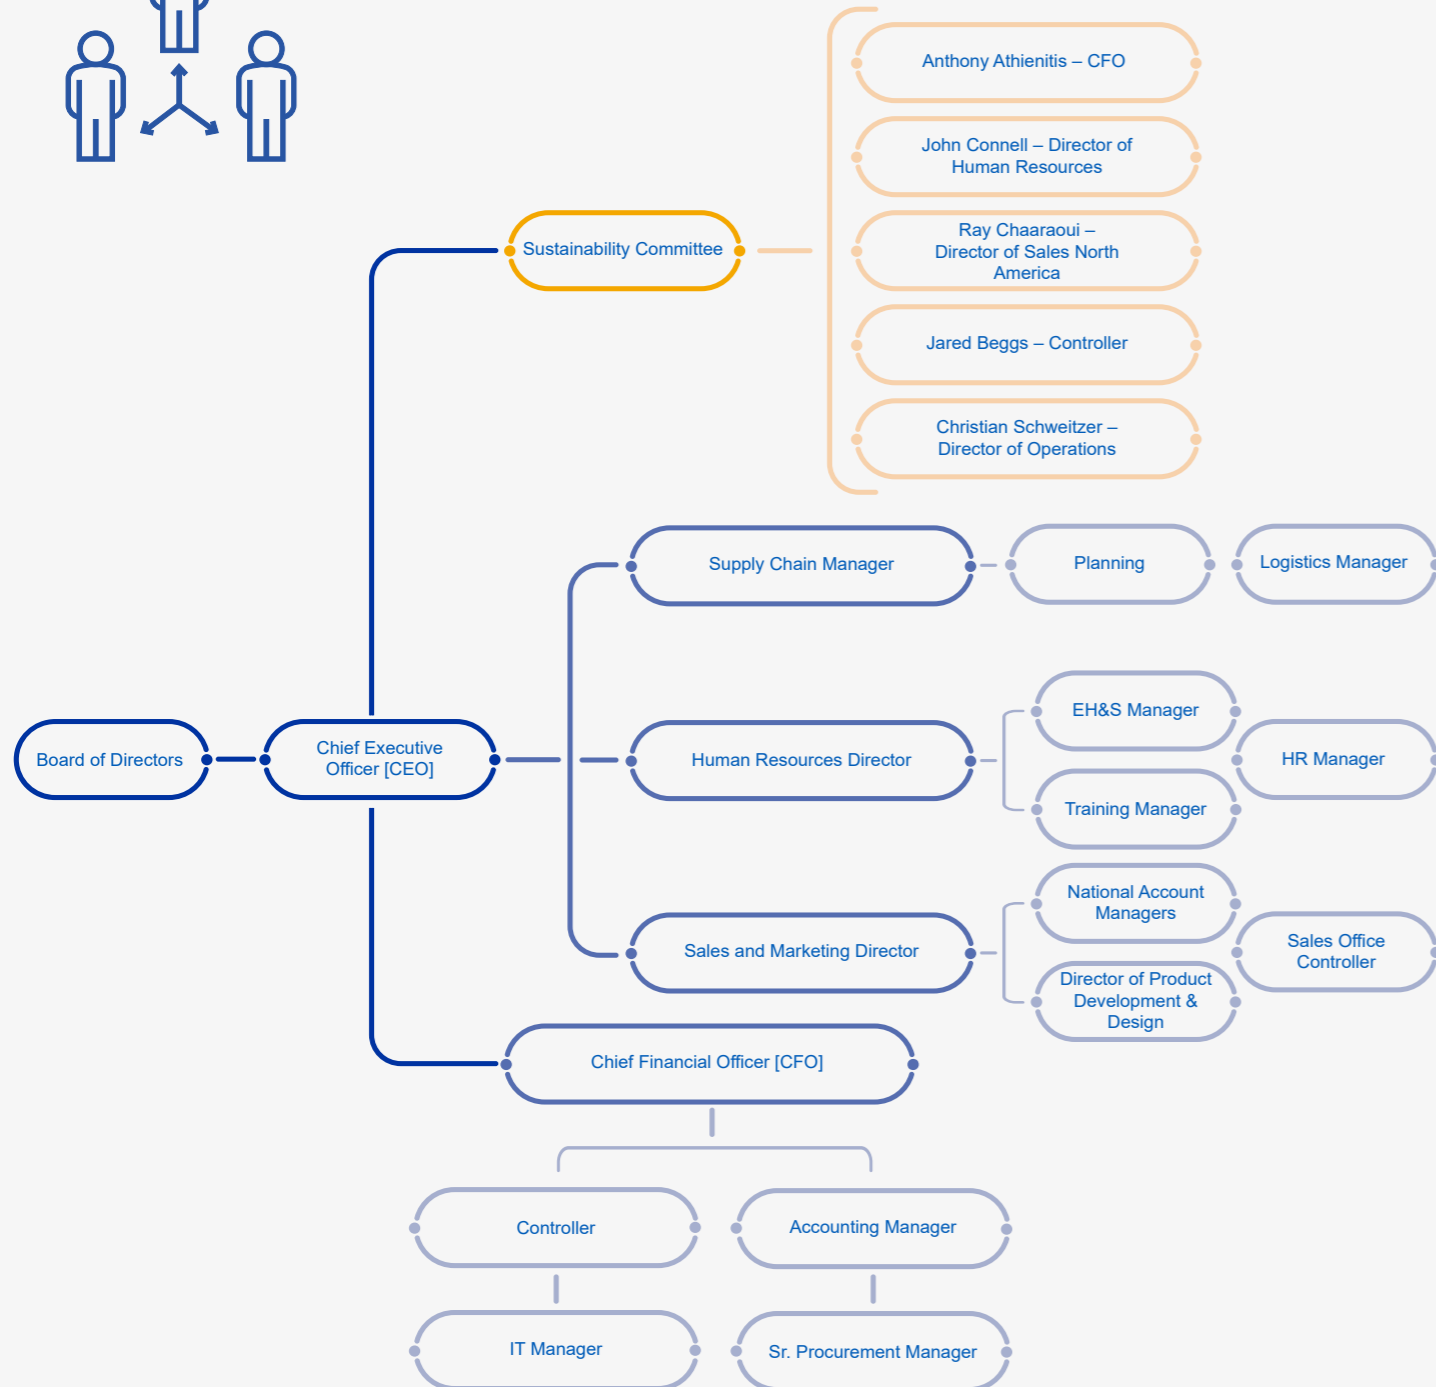 Anthony Athienitis – CFO
John Connell – Director of
Human Resources
Sustainability Committee
Ray Chaaraoui –
Director of Sales North
America
Jared Beggs – Controller
Christian Schweitzer –
Director of Operations
Supply Chain Manager
Planning
Logistics Manager
Board of Directors
Chief Executive
Officer [CEO]
Human Resources Director
EH&S Manager
Training Manager
HR Manager
Sales and Marketing Director
National Account
Managers
Director of Product
Development &
Design
Sales Office
Controller
Chief Financial Officer [CFO]
Controller
Accounting Manager
IT Manager
Sr. Procurement Manager